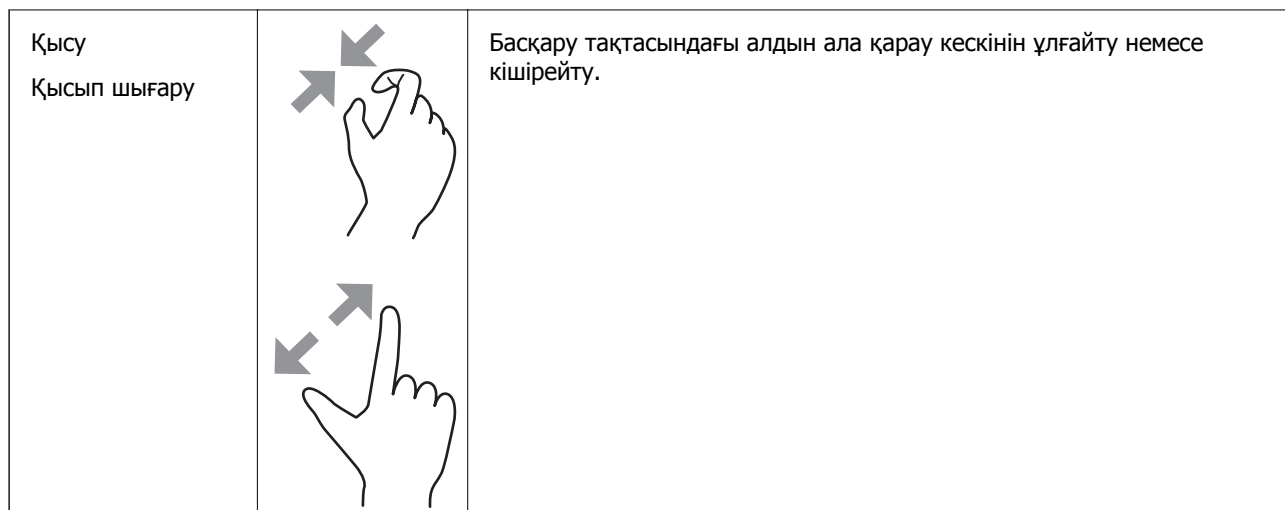 Қысу
Қысып шығару
Басқару тақтасындағы алдын ала қарау кескінін ұлғайту немесе
кішірейту.